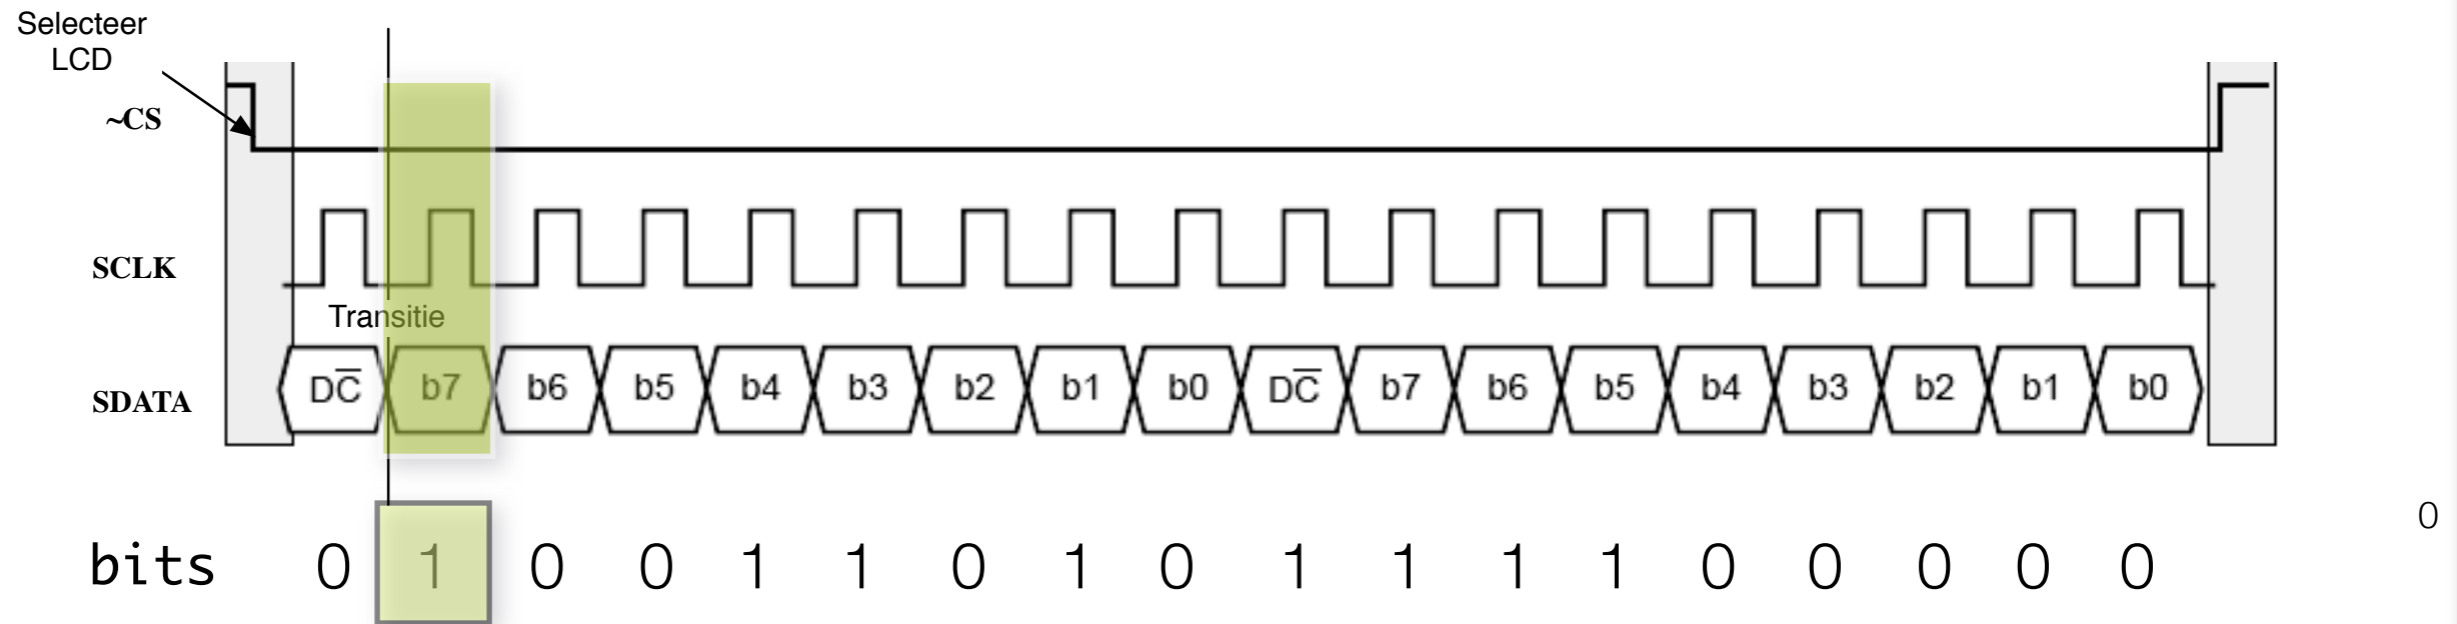 Selecteer
LCD
~CS
SCLK
Transitie
SDATA DC̅ b7 b6 b5 b4 b3 b2 b1 b0 DC̅ b7 b6 b5 b4 b3 b2 b1 b0
0
bits 0 1 0 0 1 1 0 1 0 1 1 1 1 0 0 0 0 0